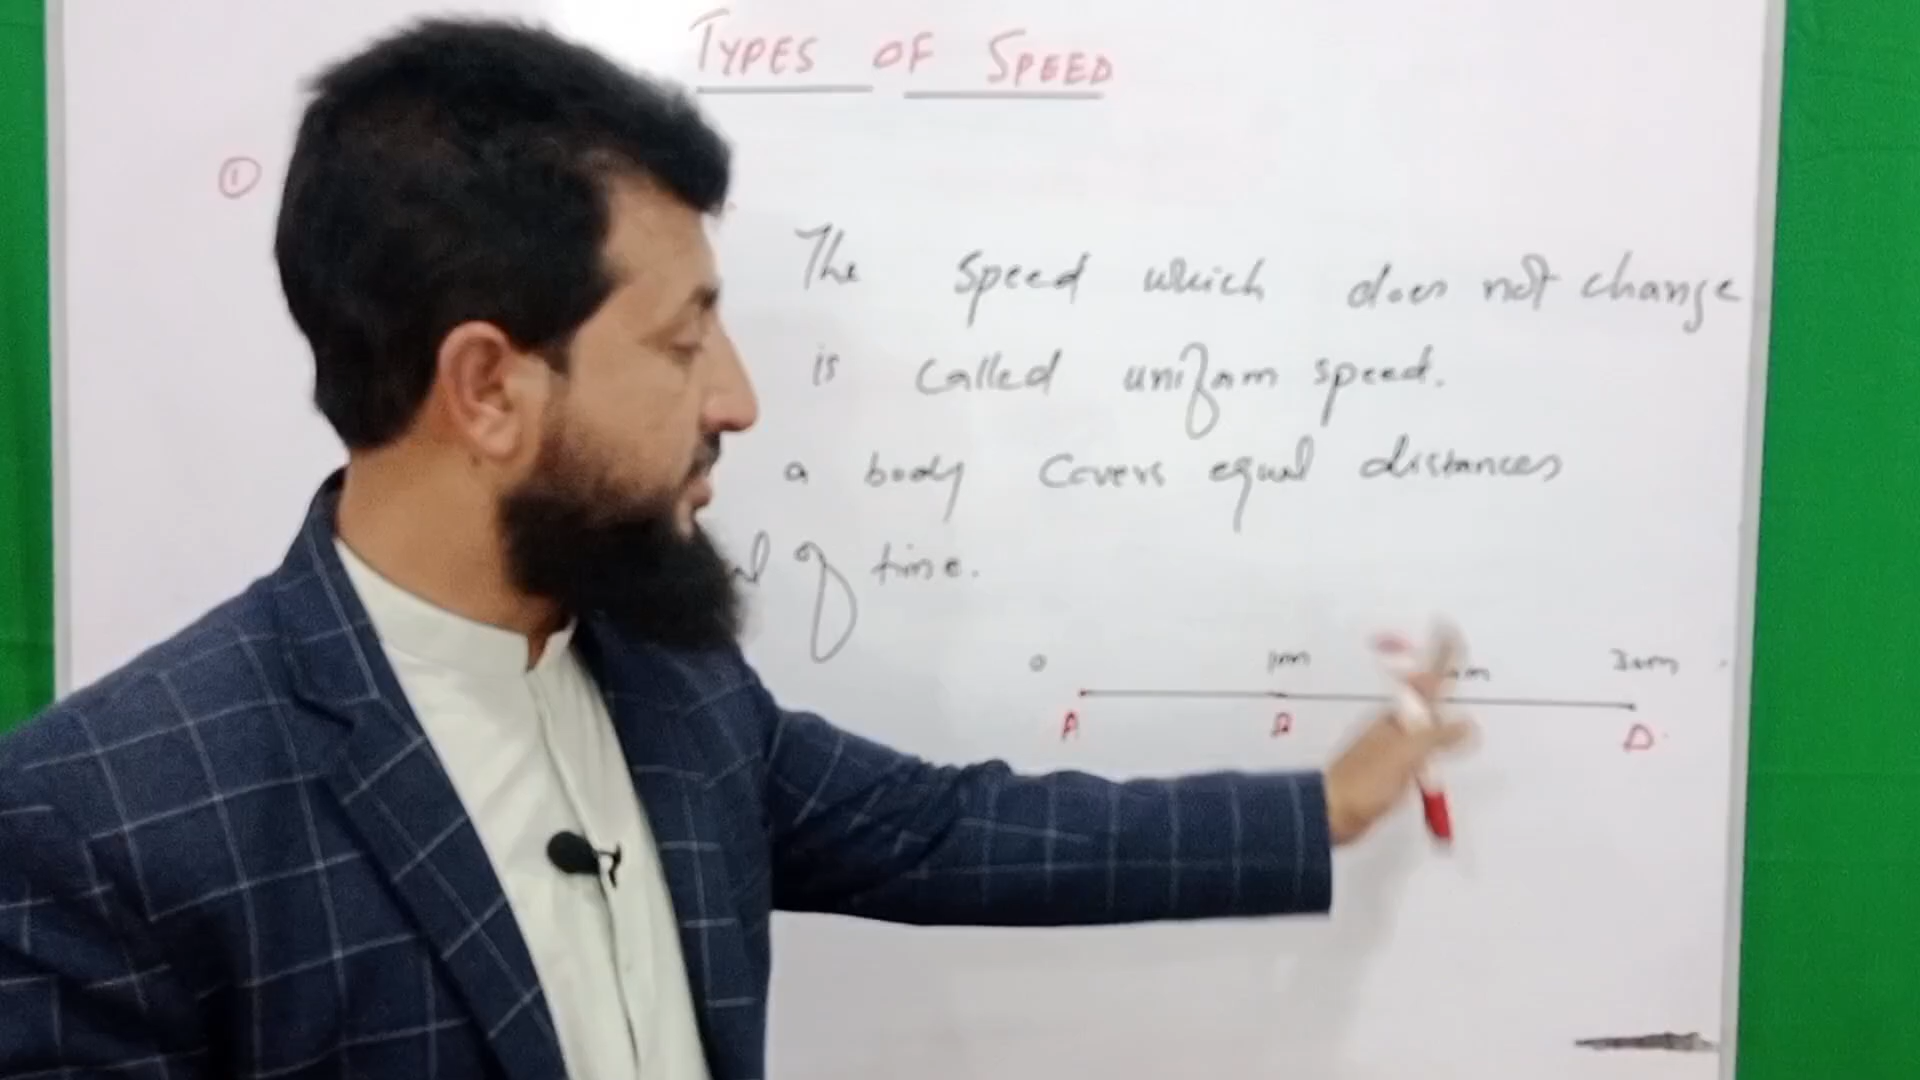 TYPES OF SPEED
①
The speed which does not change
is called uniform speed.
a body covers equal distances
of time.
0 1m 3m
A B D.